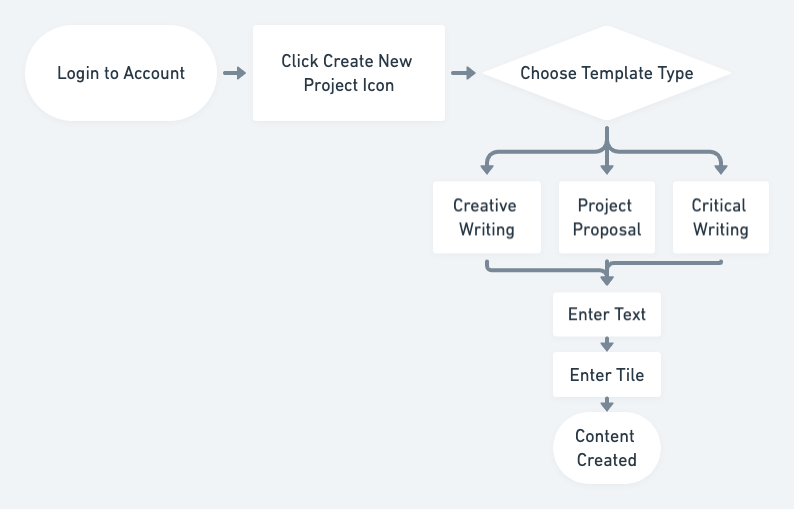 Login to Account
Click Create New
Project Icon
Choose Template Type
Creative
Writing
Project
Proposal
Critical
Writing
Enter Text
Enter Tile
Content
Created